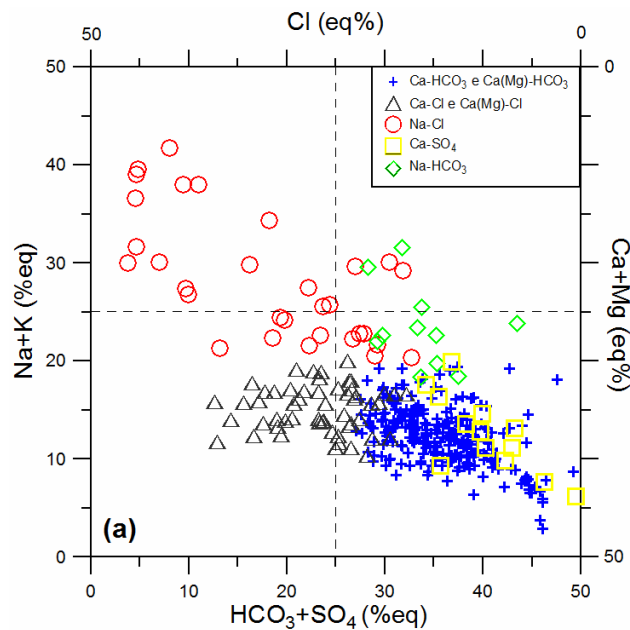 Cl (eq%)
50 0
50 0
Ca-HCO₃ e Ca(Mg)-HCO₃
Ca-Cl e Ca(Mg)-Cl
Na-Cl
Ca-SO₄
Na-HCO₃
40
30
20
10
0 50
Na+K (%eq)
Ca+Mg (eq%)
(a)
0 10 20 30 40 50
HCO₃+SO₄ (%eq)